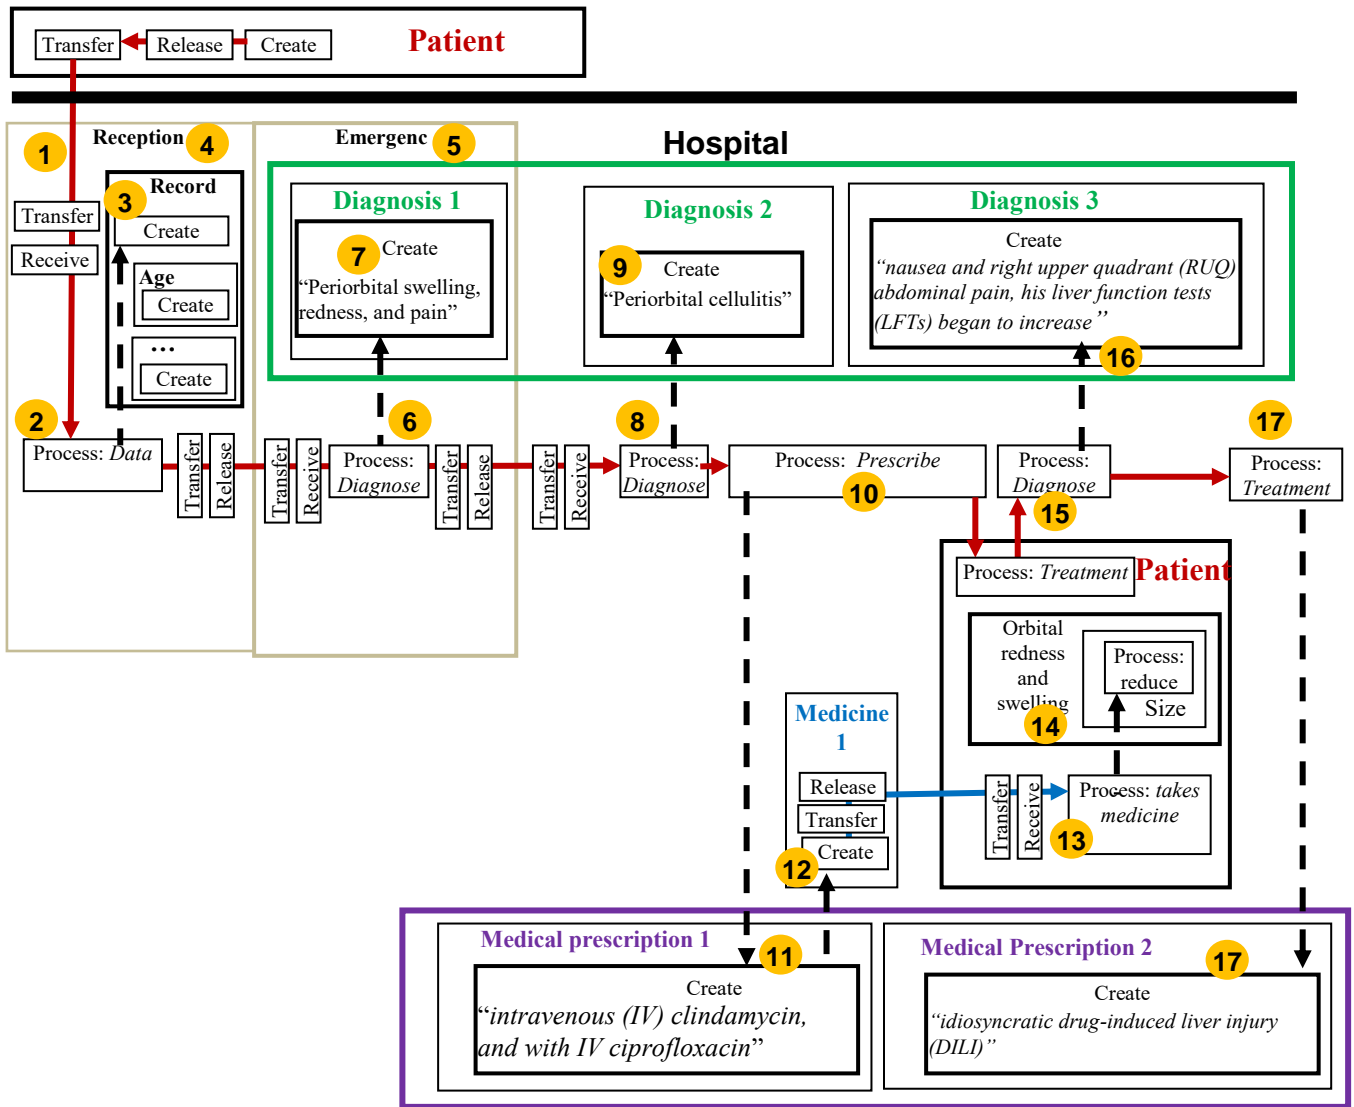 Transfer
Release
Create
Patient
Reception
4
Emergenc
5
Hospital
1
3
Record
Create
Transfer
Receive
Age
Create
...
Create
Diagnosis 1
7
Create
“Periorbital swelling,
redness, and pain”
Diagnosis 2
9
Create
“Periorbital cellulitis”
Diagnosis 3
Create
“nausea and right upper quadrant (RUQ)
abdominal pain, his liver function tests
(LFTs) began to increase”
16
2
Process: Data
Transfer
Release
Transfer
Receive
6
Process:
Diagnose
Transfer
Release
Transfer
Receive
8
Process:
Diagnose
Process: Prescribe
10
Process:
Diagnose
15
17
Process:
Treatment
Process: Treatment
Patient
Orbital
redness
and
swelling
14
Process:
reduce
Size
Medicine
1
Release
Transfer
Create
12
Transfer
Receive
Process: takes
medicine
13
Medical prescription 1
11
Create
“intravenous (IV) clindamycin,
and with IV ciprofloxacin”
Medical Prescription 2
17
Create
“idiosyncratic drug-induced liver injury
(DILI)”